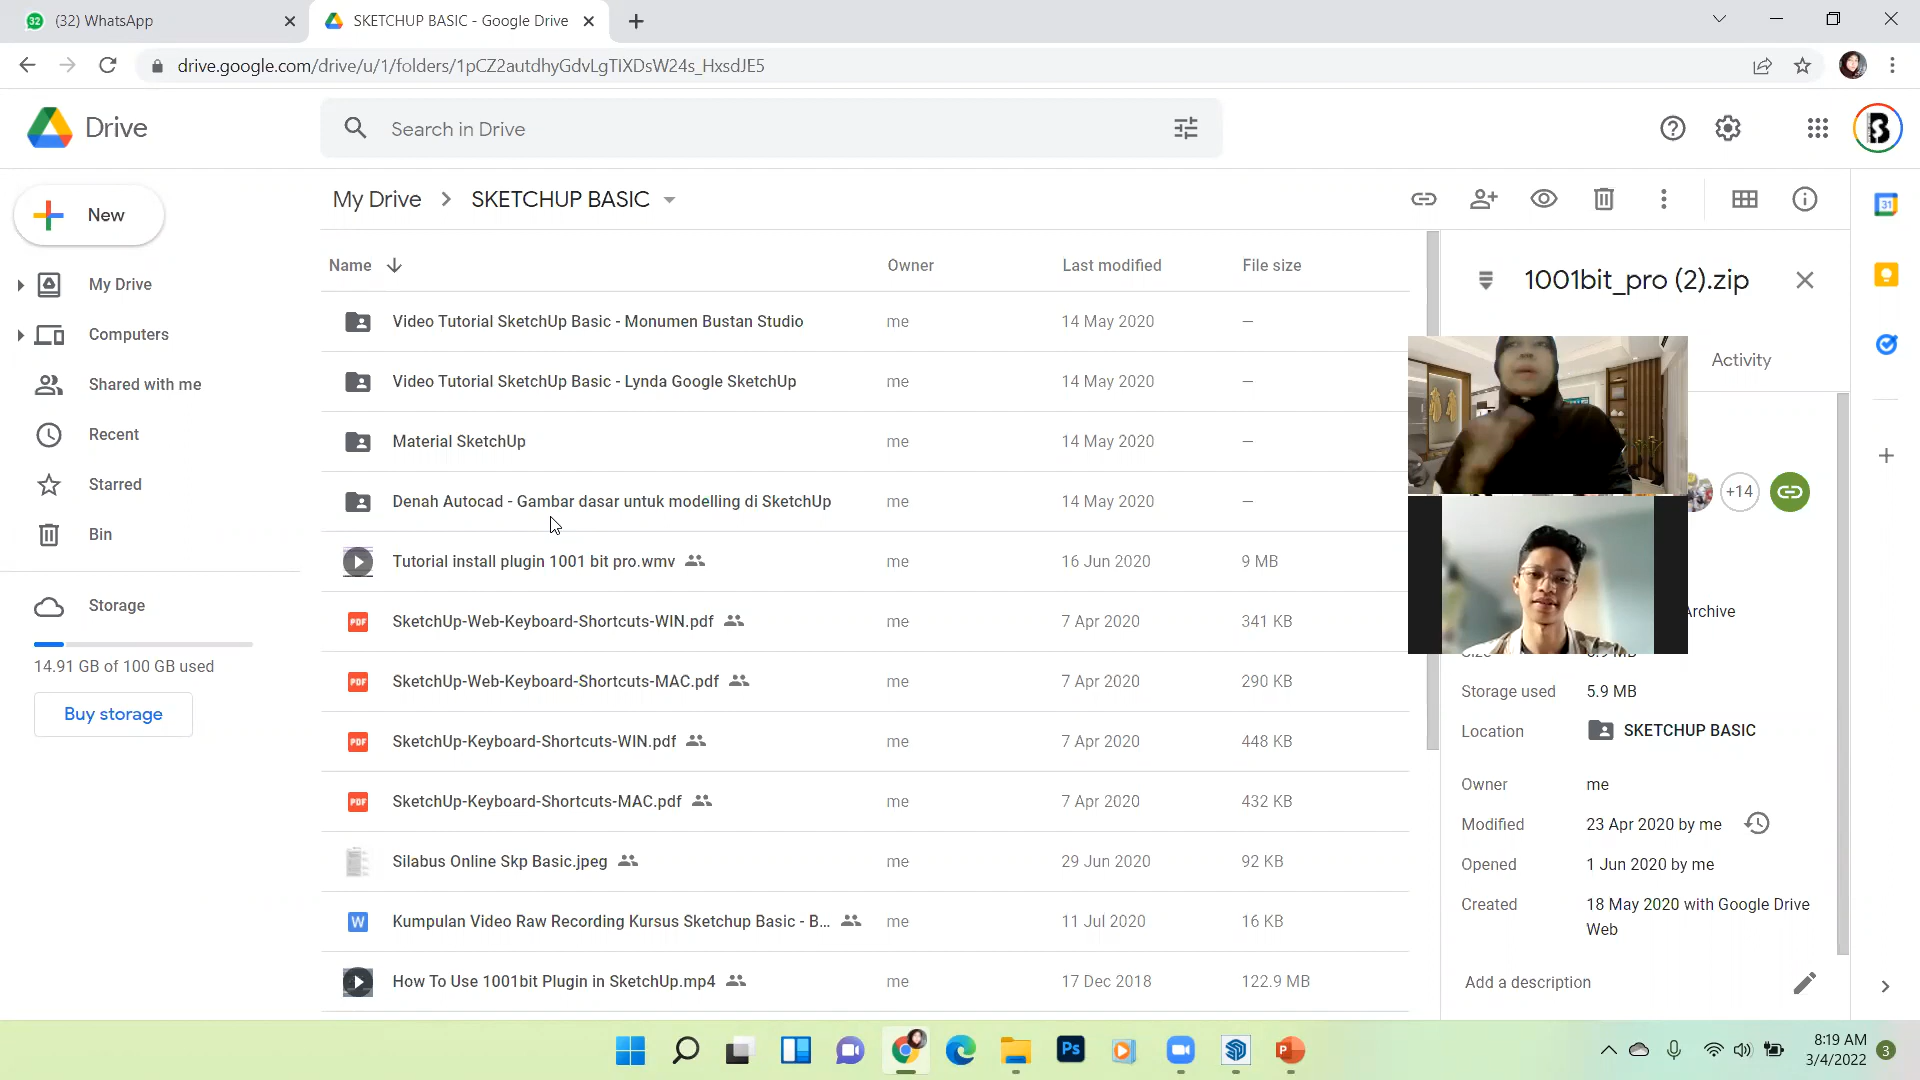 32
(32) WhatsApp
SKETCHUP BASIC - Google Drive
drive.google.com/drive/u/1/folders/1pCZ2autdhyGdvLgTIXDsW24s_HxsdJE5
Drive
Search in Drive
New
My Drive
Computers
Shared with me
Recent
Starred
Bin
Storage
14.91 GB of 100 GB used
Buy storage
My Drive > SKETCHUP BASIC
Name Owner Last modified File size
Video Tutorial SketchUp Basic - Monumen Bustan Studio me 14 May 2020 —
Video Tutorial SketchUp Basic - Lynda Google SketchUp me 14 May 2020 —
Material SketchUp me 14 May 2020 —
Denah Autocad - Gambar dasar untuk modelling di SketchUp me 14 May 2020 —
Tutorial install plugin 1001 bit pro.wmv me 16 Jun 2020 9 MB
PDF SketchUp-Web-Keyboard-Shortcuts-WIN.pdf me 7 Apr 2020 341 KB
PDF SketchUp-Web-Keyboard-Shortcuts-MAC.pdf me 7 Apr 2020 290 KB
PDF SketchUp-Keyboard-Shortcuts-WIN.pdf me 7 Apr 2020 448 KB
PDF SketchUp-Keyboard-Shortcuts-MAC.pdf me 7 Apr 2020 432 KB
Silabus Online Skp Basic.jpeg me 29 Jun 2020 92 KB
W Kumpulan Video Raw Recording Kursus Sketchup Basic - B... me 11 Jul 2020 16 KB
How To Use 1001bit Plugin in SketchUp.mp4 me 17 Dec 2018 122.9 MB
1001bit_pro (2).zip
Activity
+14
Archive
Storage used 5.9 MB
Location SKETCHUP BASIC
Owner me
Modified 23 Apr 2020 by me
Opened 1 Jun 2020 by me
Created 18 May 2020 with Google Drive
Web
Add a description
31
Ps
P
8:19 AM
3/4/2022
3